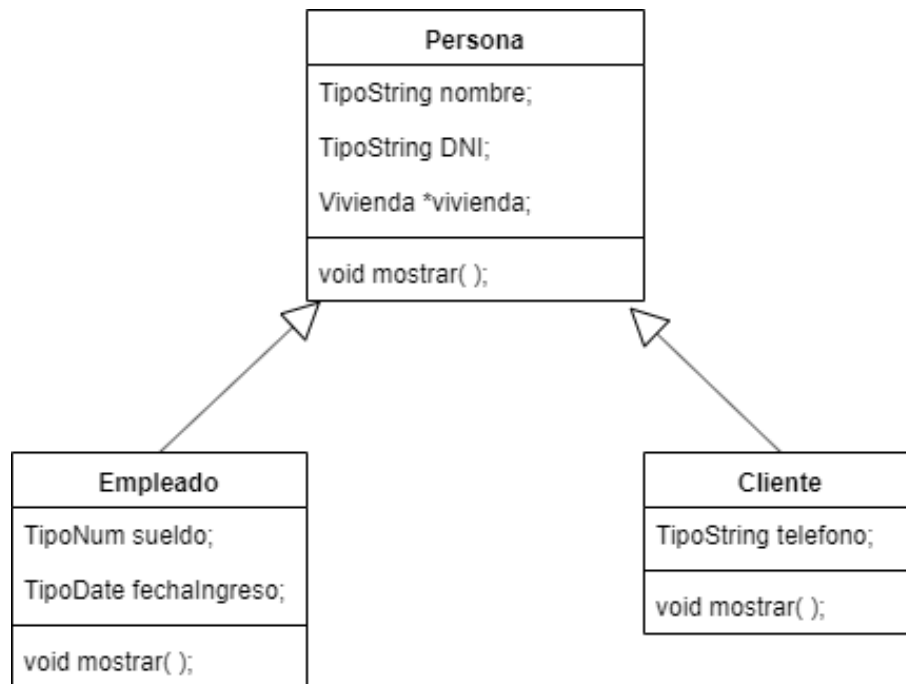 Persona
TipoString nombre;
TipoString DNI;
Vivienda *vivienda;
void mostrar( );
Empleado
TipoNum sueldo;
TipoDate fechaIngreso;
void mostrar( );
Cliente
TipoString telefono;
void mostrar( );